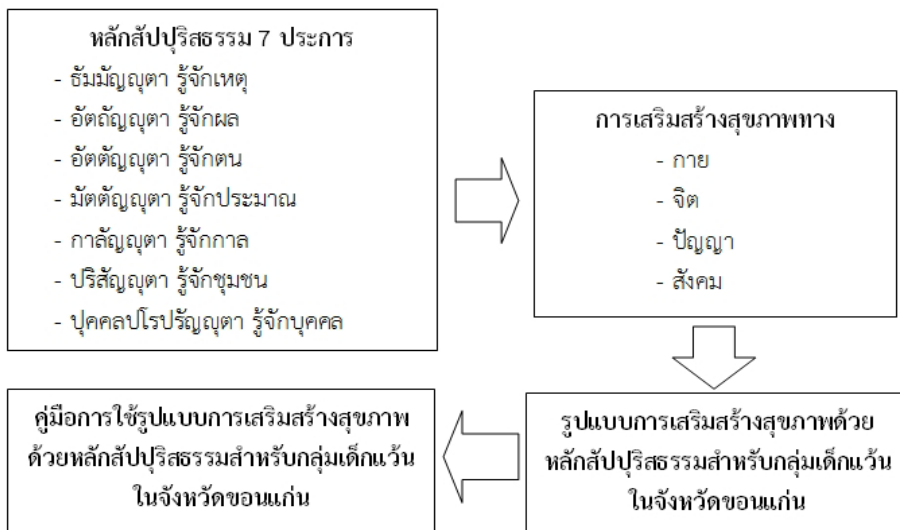 หลักสัปปุริสธรรม 7 ประการ
- ธัมมัญญุตา รู้จักเหตุ
- อัตถัญญุตา รู้จักผล
- อัตตัญญุตา รู้จักตน
- มัตตัญญุตา รู้จักประมาณ
- กาลัญญุตา รู้จักกาล
- ปริสัญญุตา รู้จักชุมชน
- ปุคคลปโรปรัญญุตา รู้จักบุคคล
การเสริมสร้างสุขภาพทาง
- กาย
- จิต
- ปัญญา
- สังคม
รูปแบบการเสริมสร้างสุขภาพด้วย
หลักสัปปุริสธรรมสำหรับกลุ่มเด็กแว้น
ในจังหวัดขอนแก่น
คู่มือการใช้รูปแบบการเสริมสร้างสุขภาพ
ด้วยหลักสัปปุริสธรรมสำหรับกลุ่มเด็กแว้น
ในจังหวัดขอนแก่น